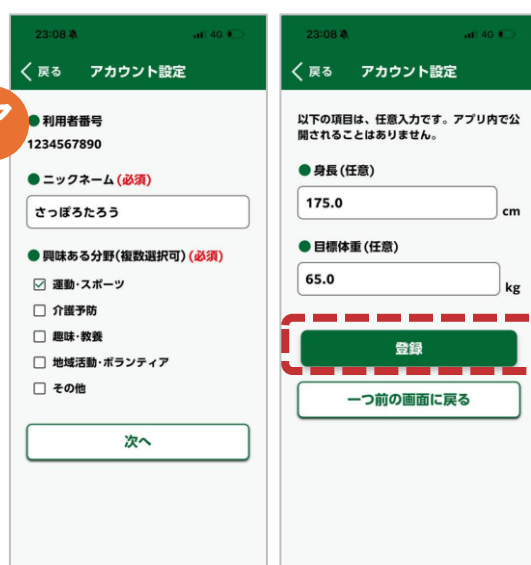 23:08
4G
戻る アカウント設定
利用者番号
1234567890
ニックネーム(必須)
さっぽろたろう
興味ある分野(複数選択可)(必須)
運動・スポーツ
介護予防
趣味・教養
地域活動・ボランティア
その他
次へ
23:08
4G
戻る アカウント設定
以下の項目は、任意入力です。アプリ内で公
開されることはありません。
身長(任意)
175.0
cm
目標体重(任意)
65.0
kg
登録
一つ前の画面に戻る